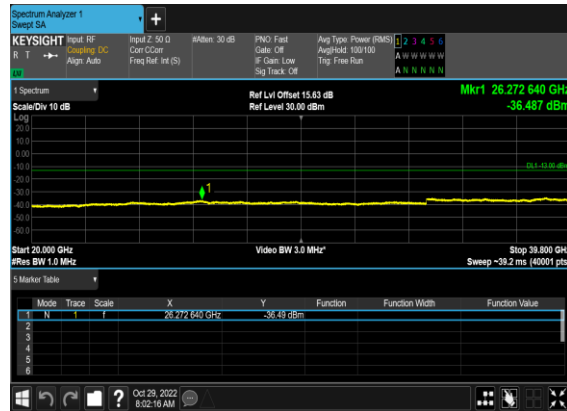 Spectrum Analyzer 1
Swept SA
KEYSIGHT Input: RF Input Z: 50 Ω #Atten: 30 dB PNO: Fast Avg Type: Power (RMS) 1 2 3 4 5 6
R T Coupling: DC Corr CCorr Gate: Off Avg|Hold: 100/100 A W W W W W
Align: Auto Freq Ref: Int (S) IF Gain: Low Trig: Free Run
Sig Track: Off A N N N N N
1 Spectrum Ref Lvl Offset 15.63 dB Mkr1 26.272 640 GHz
Scale/Div 10 dB Ref Level 30.00 dBm -36.487 dBm
Log
20.0
10.0
0.00
-10.0
DL1 -13.00 dBm
-20.0
-30.0
1
-40.0
-50.0
-60.0
Start 20.000 GHz Video BW 3.0 MHz* Stop 39.800 GHz
#Res BW 1.0 MHz Sweep ~39.2 ms (40001 pts)
5 Marker Table
Mode Trace Scale X Y Function Function Width Function Value
1 N 1 f 26.272 640 GHz -36.49 dBm
2
3
4
5
6
? Oct 29, 2022
8:02:16 AM